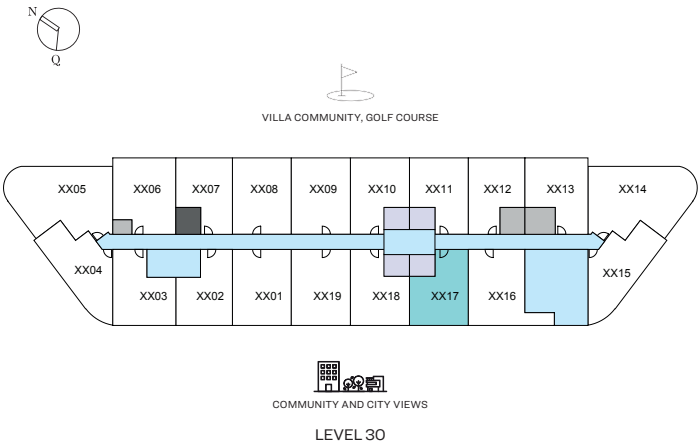 N
Q
VILLA COMMUNITY, GOLF COURSE
XX05 XX06 XX07 XX08 XX09 XX10 XX11 XX12 XX13 XX14
XX04 XX15
XX03 XX02 XX01 XX19 XX18 XX17 XX16
COMMUNITY AND CITY VIEWS
LEVEL 30